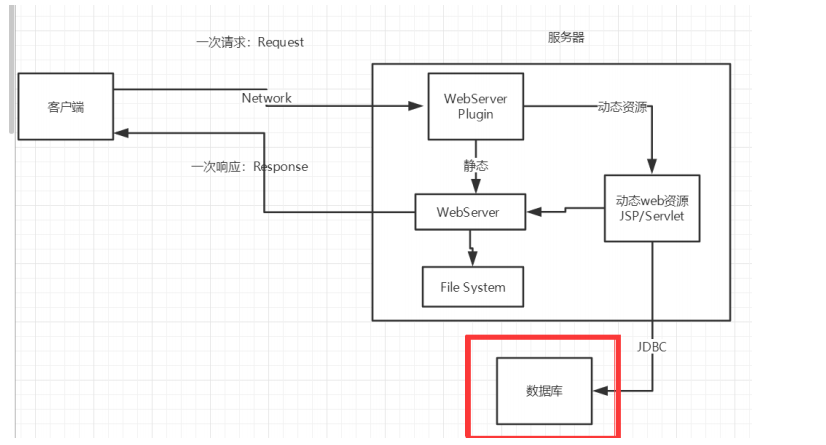 一次请求：Request
服务器
客户端
Network
WebServer
Plugin
动态资源
一次响应：Response
静态
动态web资源
JSP/Servlet
WebServer
File System
JDBC
数据库